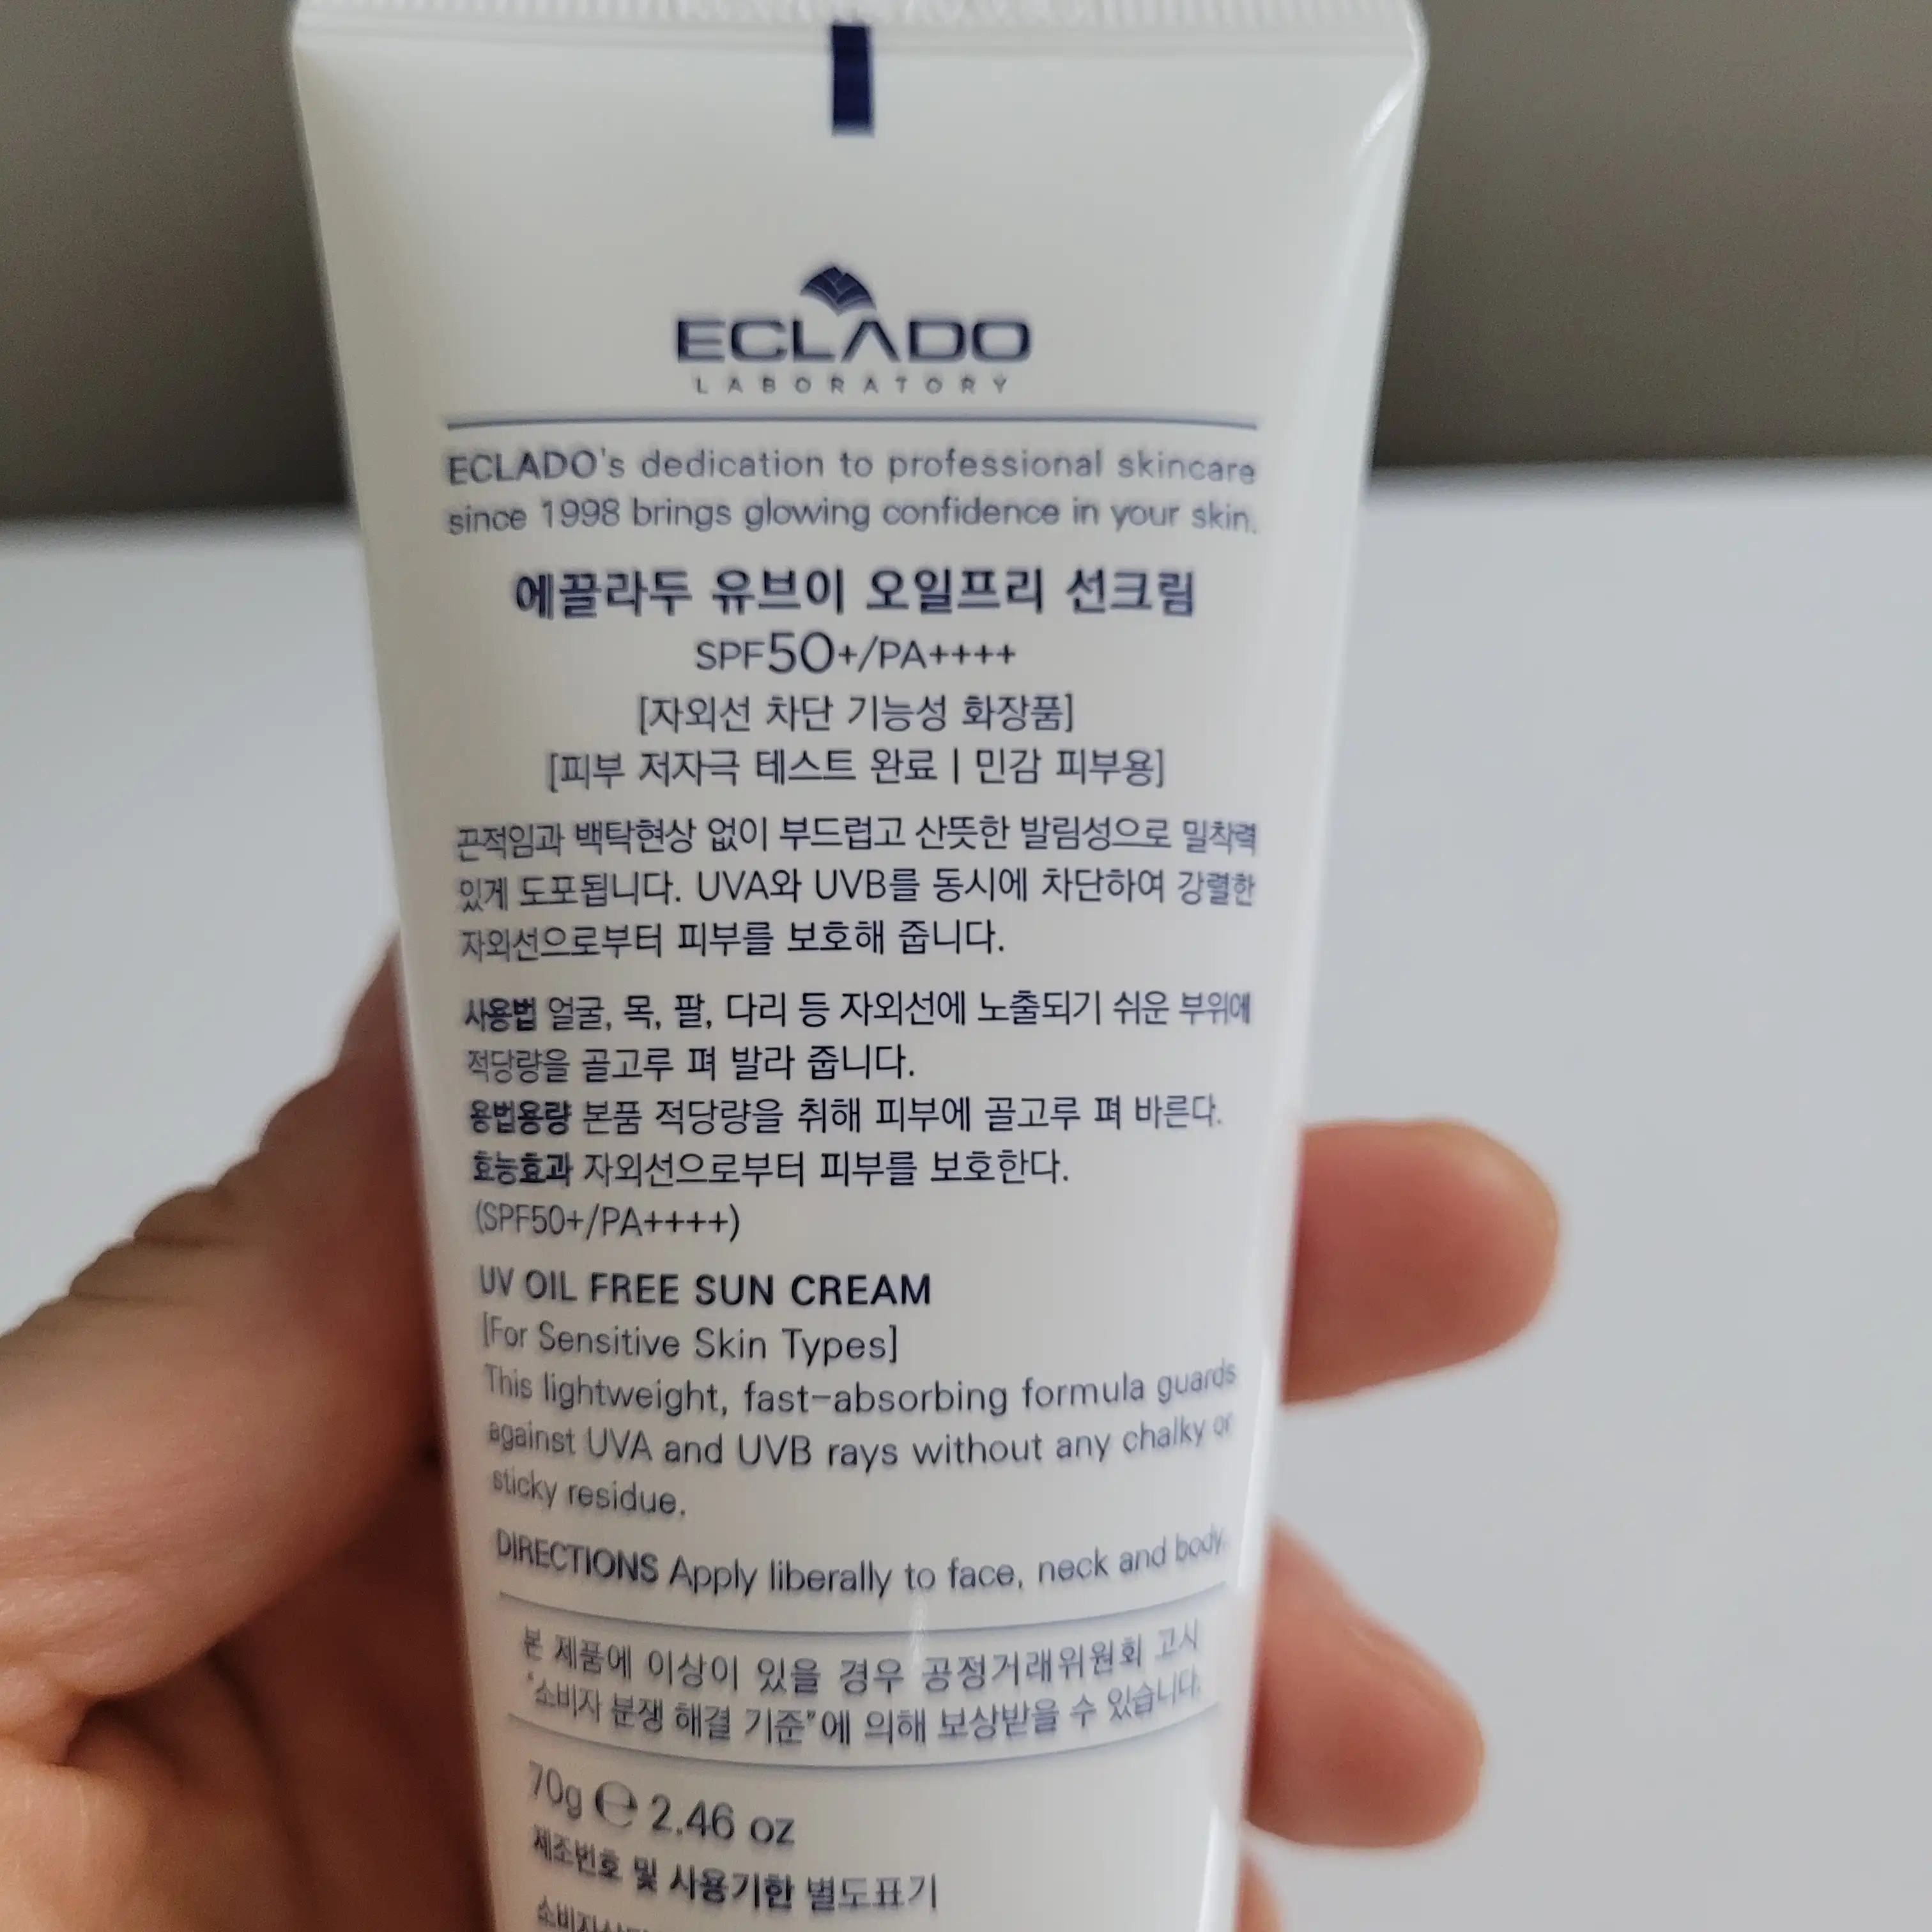 ECLADO
LABORATORY
ECLADO's dedication to professional skincare
since 1998 brings glowing confidence in your skin.
에끌라두 유브이 오일프리 선크림
SPF50+/PA++++
[자외선 차단 기능성 화장품]
[피부 저자극 테스트 완료 | 민감 피부용]
끈적임과 백탁현상 없이 부드럽고 산뜻한 발림성으로 밀착력
있게 도포됩니다. UVA와 UVB를 동시에 차단하여 강렬한
자외선으로부터 피부를 보호해 줍니다.
사용법 얼굴, 목, 팔, 다리 등 자외선에 노출되기 쉬운 부위에
적당량을 골고루 펴 발라 줍니다.
용법용량 본품 적당량을 취해 피부에 골고루 펴 바른다.
효능효과 자외선으로부터 피부를 보호한다.
(SPF50+/PA++++)
UV OIL FREE SUN CREAM
[For Sensitive Skin Types]
This lightweight, fast-absorbing formula guards
against UVA and UVB rays without any chalky or
sticky residue.
DIRECTIONS Apply liberally to face, neck and body.
본 제품에 이상이 있을 경우 공정거래위원회 고시
"소비자 분쟁 해결 기준"에 의해 보상받을 수 있습니다.
70g ℮ 2.46 oz
제조번호 및 사용기한 별도표기